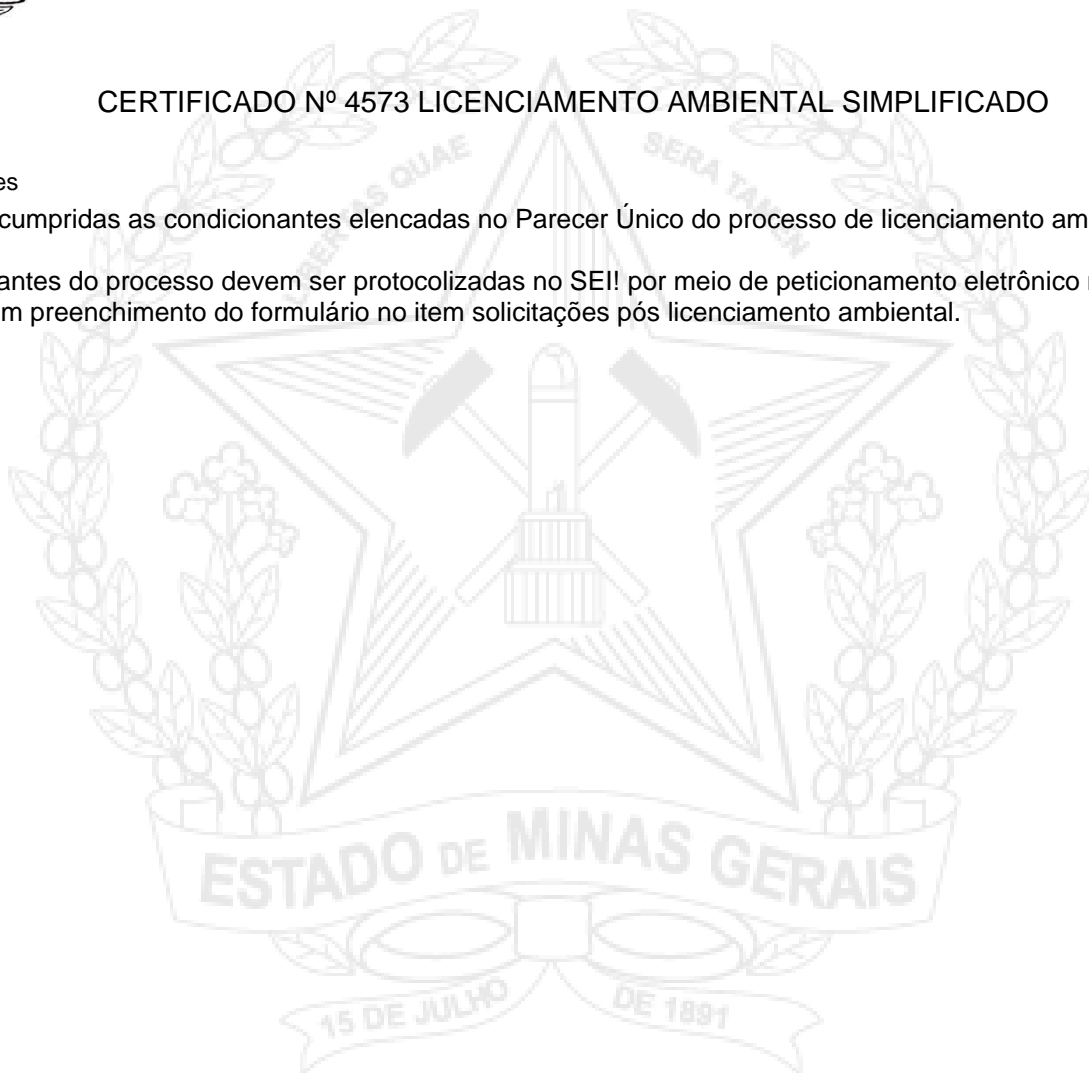 CERTIFICADO Nº 4573 LICENCIAMENTO AMBIENTAL SIMPLIFICADO
es
cumpridas as condicionantes elencadas no Parecer Único do processo de licenciamento am
antes do processo devem ser protocolizadas no SEI! por meio de peticionamento eletrônico
m preenchimento do formulário no item solicitações pós licenciamento ambiental.
LIBERTAS QUAE SERA TAMEN
ESTADO DE MINAS GERAIS
15 DE JULHO DE 1891